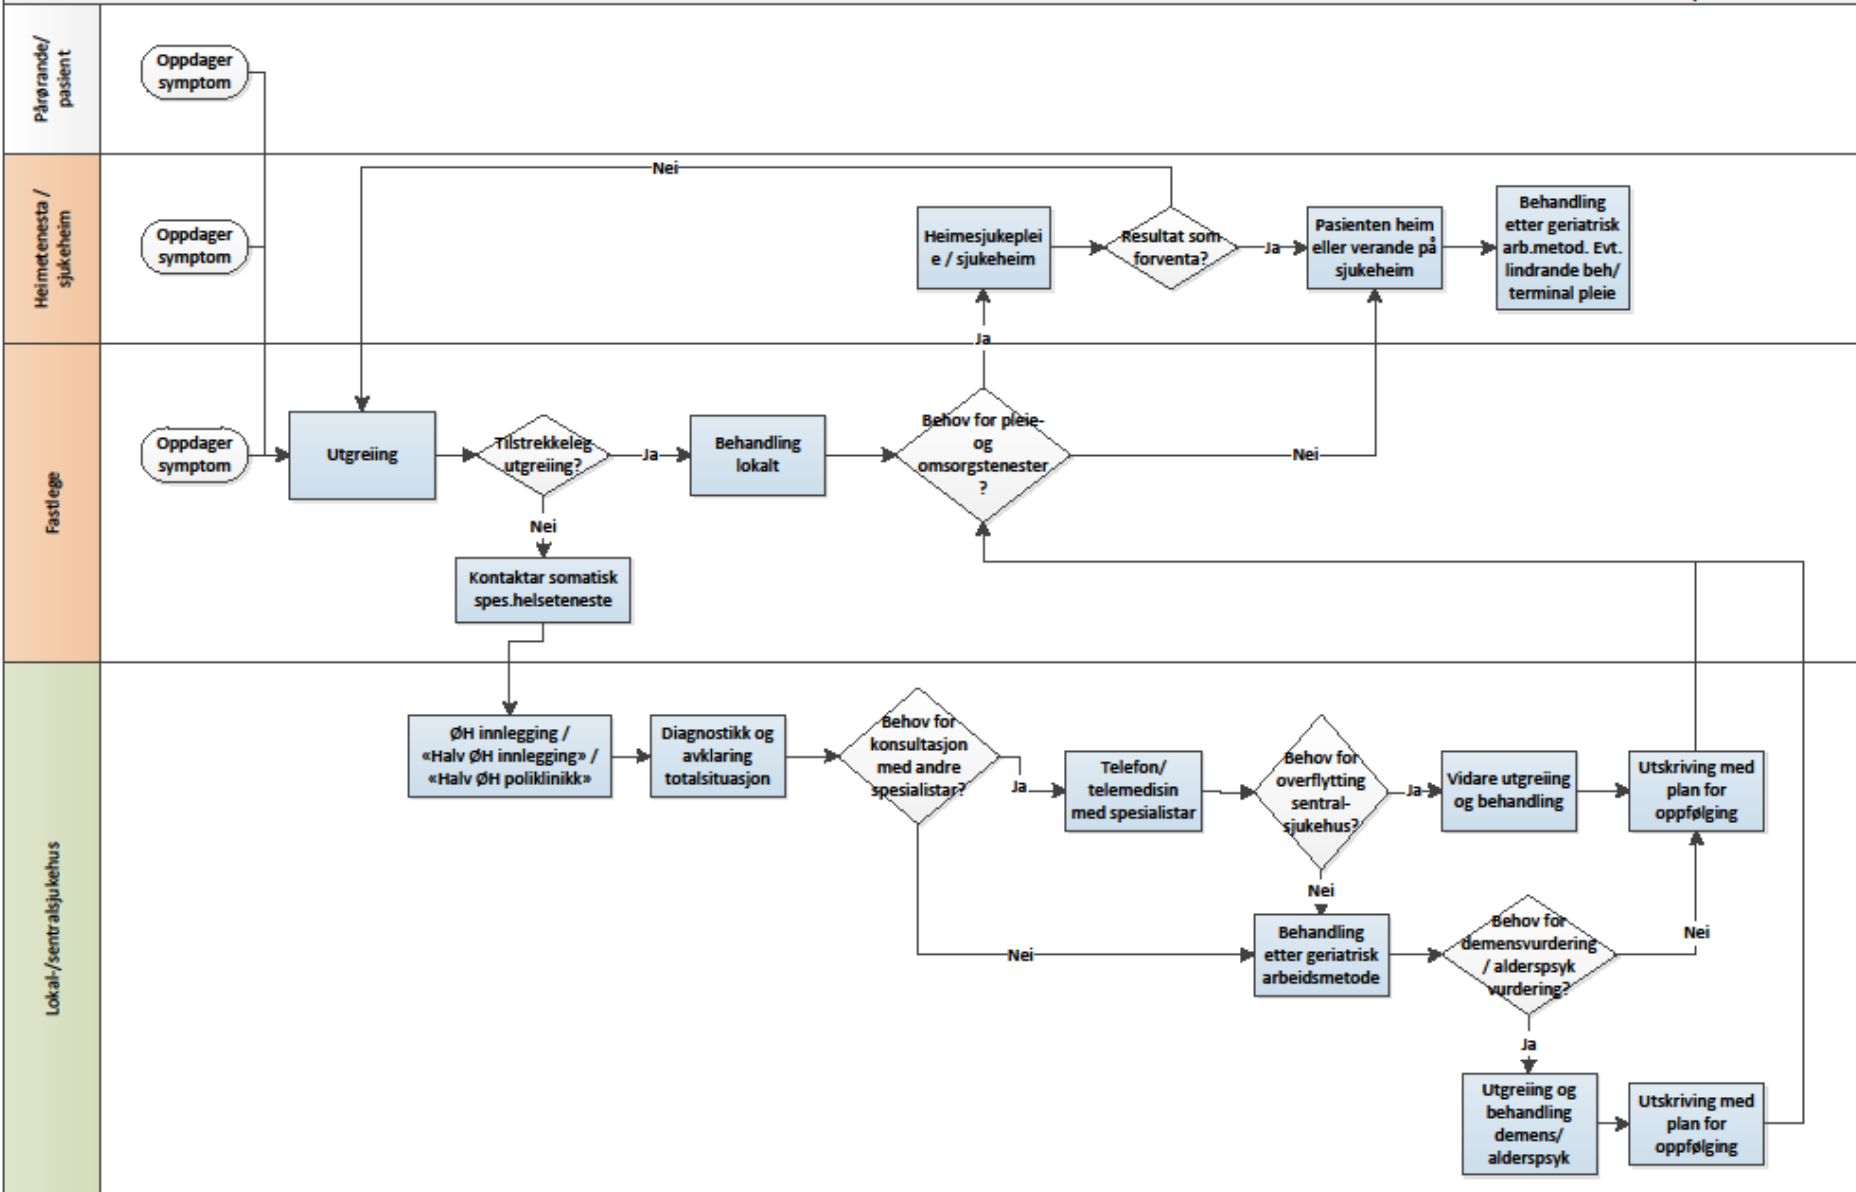 Pårørande/
pasient
Oppdager
symptom
Heimetenesta /
sjukeheim
Oppdager
symptom
Nei
Heimesjukeplei
e / sjukeheim
Resultat som
forventa?
Ja
Pasienten heim
eller verande på
sjukeheim
Behandling
etter geriatrisk
arb.metod. Evt.
lindrande beh/
terminal pleie
Ja
Fastlege
Oppdager
symptom
Utgreiing
Tilstrekkeleg
utgreiing?
Ja
Behandling
lokalt
Behov for pleie-
og
omsorgstenester
?
Nei
Nei
Kontaktar somatisk
spes.helseteneste
Lokal-/sentralsjukehus
ØH innlegging /
«Halv ØH innlegging» /
«Halv ØH poliklinikk»
Diagnostikk og
avklaring
totalsituasjon
Behov for
konsultasjon
med andre
spesialistar?
Ja
Telefon/
telemedisin
med spesialistar
Behov for
overflytting
sentral-
sjukehus?
Ja
Vidare utgreiing
og behandling
Utskriving med
plan for
oppfølging
Nei
Nei
Behandling
etter geriatrisk
arbeidsmetode
Behov for
demensvurdering
/ alderspsyk
vurdering?
Nei
Ja
Utgreiing og
behandling
demens/
alderspsyk
Utskriving med
plan for
oppfølging